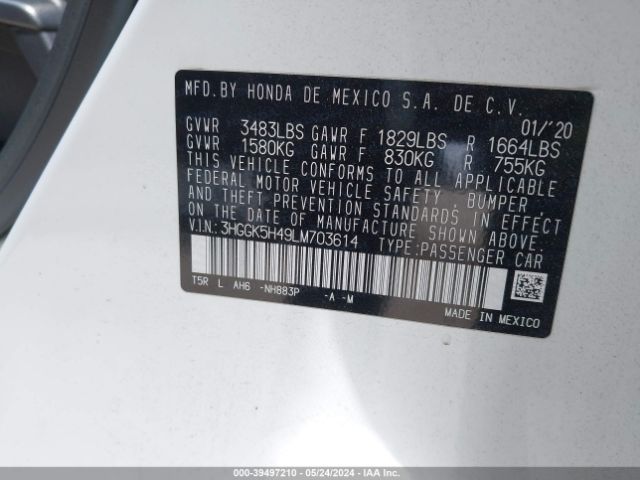 MFD.BY HONDA DE MEXICO S.A. DE C.V.
01/'20
GVWR 3483LBS GAWR F 1829LBS R 1664LBS
GVWR 1580KG GAWR F 830KG R 755KG
THIS VEHICLE CONFORMS TO ALL APPLICABLE
FEDERAL MOTOR VEHICLE SAFETY, BUMPER,
AND THEFT PREVENTION STANDARDS IN EFFECT
ON THE DATE OF MANUFACTURE SHOWN ABOVE.
V.I.N.: 3HGGK5H49LM703614 TYPE:PASSENGER CAR
T5R L AH6 -NH883P -A -M
MADE IN MEXICO
000-39497210 - 05/24/2024 - IAA Inc.